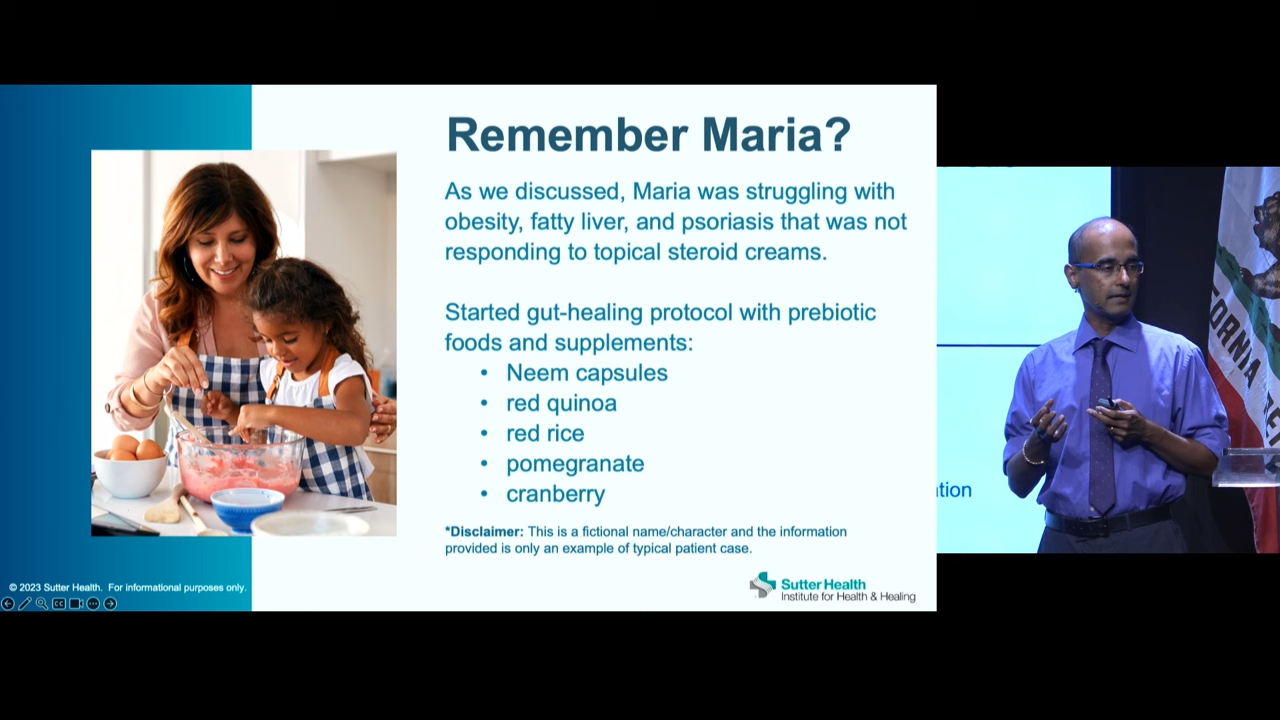 Remember Maria?
As we discussed, Maria was struggling with
obesity, fatty liver, and psoriasis that was not
responding to topical steroid creams.
Started gut-healing protocol with prebiotic
foods and supplements:
• Neem capsules
• red quinoa
• red rice
• pomegranate
• cranberry
*Disclaimer: This is a fictional name/character and the information
provided is only an example of typical patient case.
© 2023 Sutter Health. For informational purposes only.
CC
Sutter Health
Institute for Health & Healing